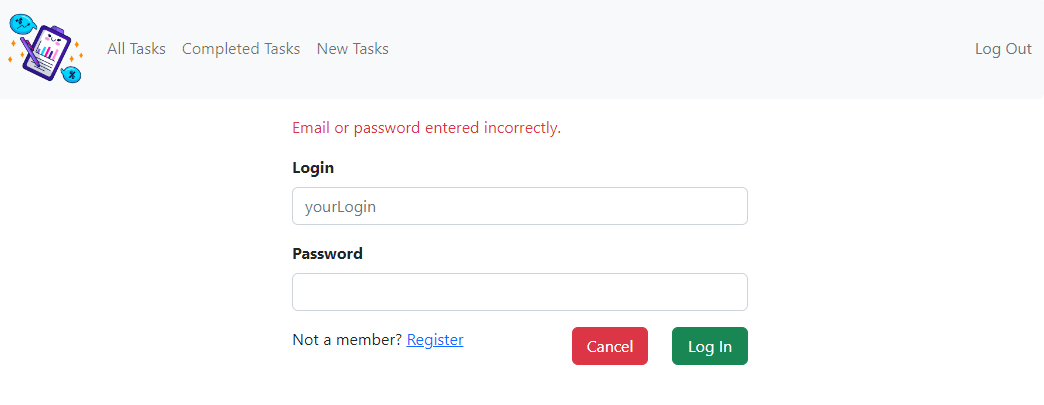 All Tasks Completed Tasks New Tasks Log Out
Email or password entered incorrectly.
Login
yourLogin
Password
Not a member? Register Cancel Log In